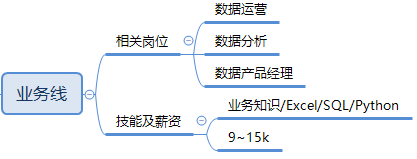 业务线
相关岗位
数据运营
数据分析
数据产品经理
技能及薪资
业务知识/Excel/SQL/Python
9~15k